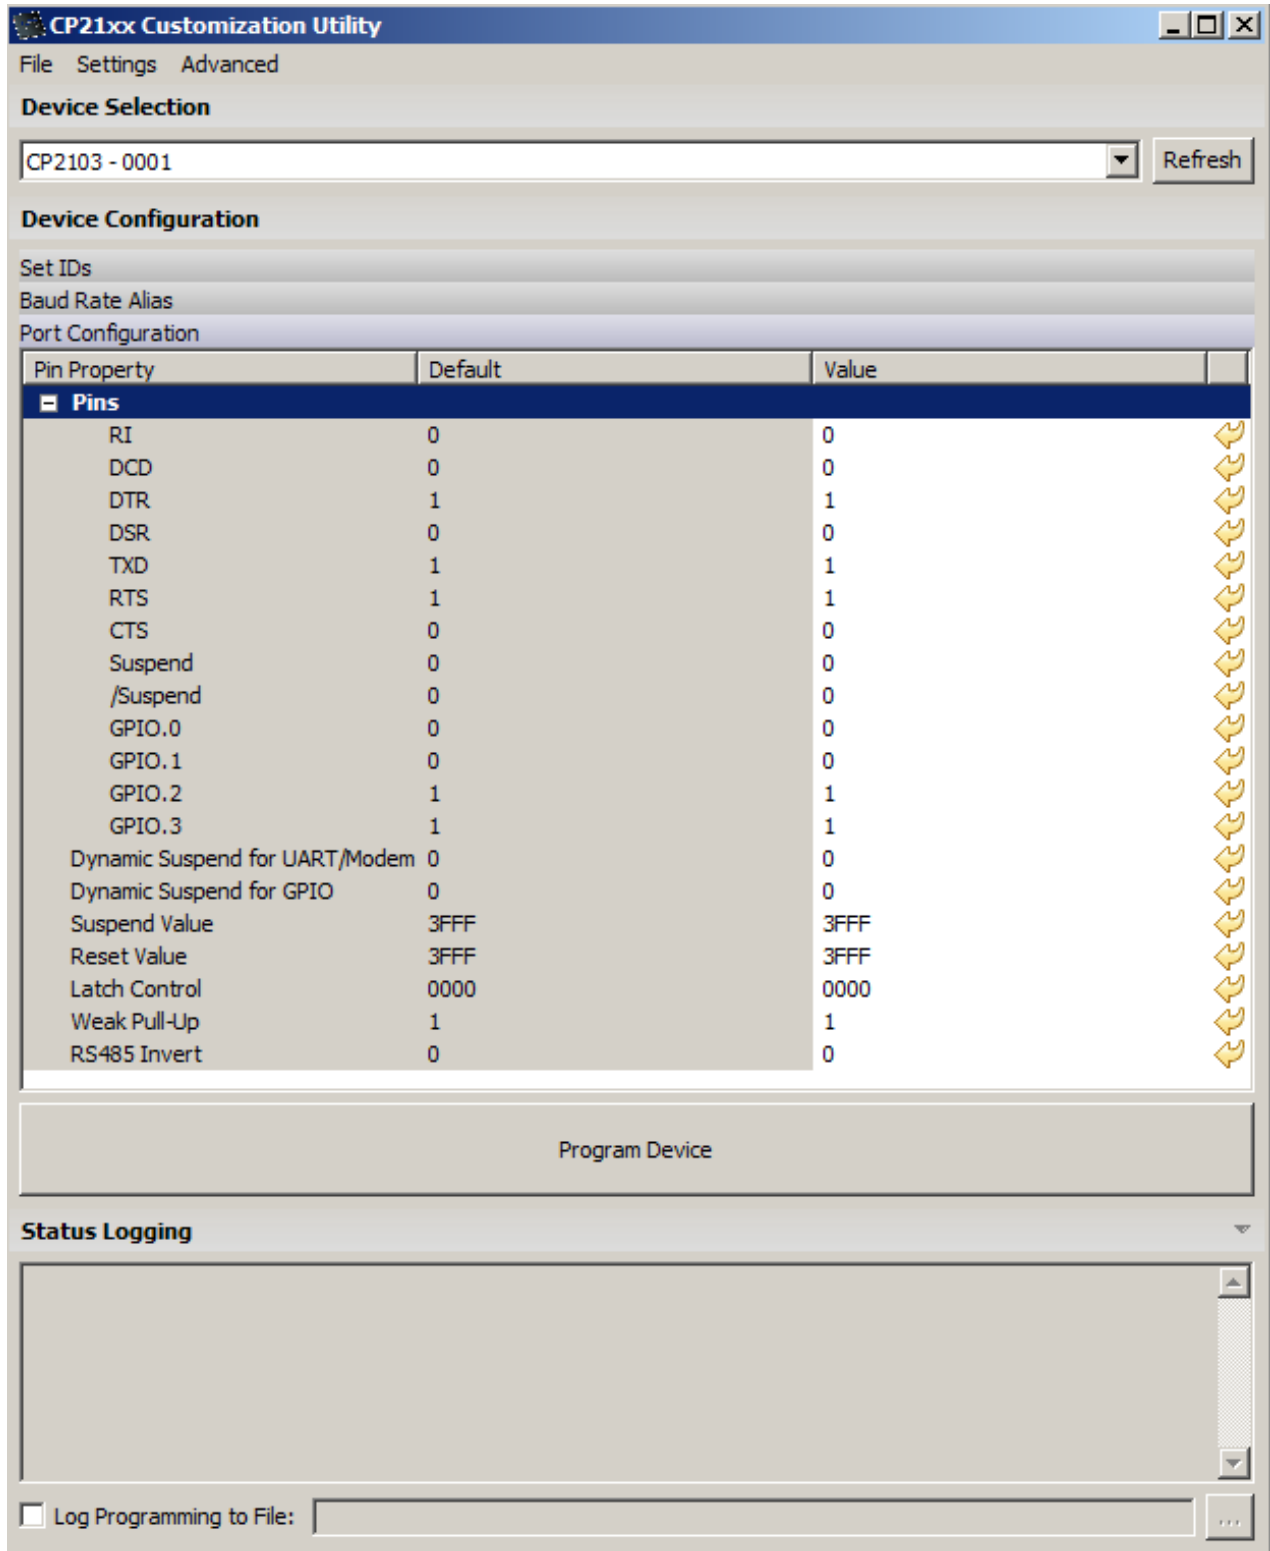 CP21xx Customization Utility
File Settings Advanced
Device Selection
CP2103 - 0001 Refresh
Device Configuration
Set IDs
Baud Rate Alias
Port Configuration
Pin Property Default Value
Pins
RI 0 0
DCD 0 0
DTR 1 1
DSR 0 0
TXD 1 1
RTS 1 1
CTS 0 0
Suspend 0 0
/Suspend 0 0
GPIO.0 0 0
GPIO.1 0 0
GPIO.2 1 1
GPIO.3 1 1
Dynamic Suspend for UART/Modem 0 0
Dynamic Suspend for GPIO 0 0
Suspend Value 3FFF 3FFF
Reset Value 3FFF 3FFF
Latch Control 0000 0000
Weak Pull-Up 1 1
RS485 Invert 0 0
Program Device
Status Logging
Log Programming to File: ...